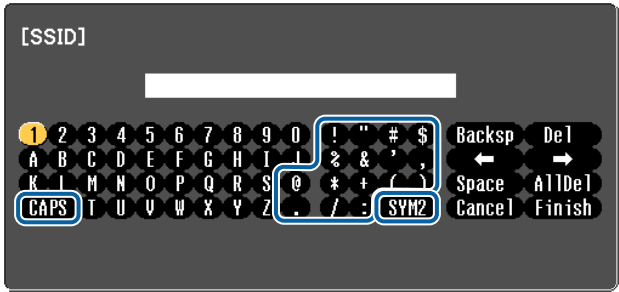 [SSID]
1 2 3 4 5 6 7 8 9 0 ! " # $ Backsp Del
A B C D E F G H I J % & ' , ← →
K L M N O P Q R S @ * + ( ) Space AllDel
CAPS T U V W X Y Z . / : SYM2 Cancel Finish